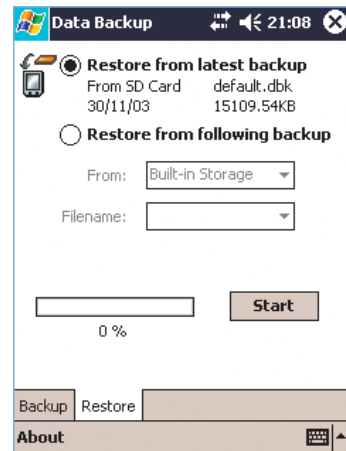 Data Backup 21:08
Restore from latest backup
From SD Card default.dbk
30/11/03 15109.54KB
Restore from following backup
From: Built-in Storage
Filename:
Start
0 %
Backup Restore
About